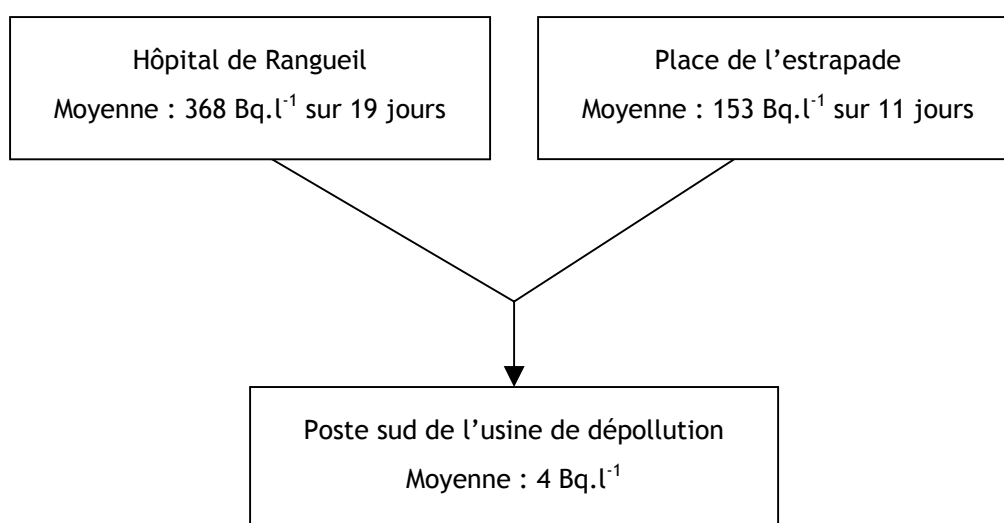 Hôpital de Rangueil
Moyenne : 368 Bq.l⁻¹ sur 19 jours
Place de l’estrapade
Moyenne : 153 Bq.l⁻¹ sur 11 jours
Poste sud de l’usine de dépollution
Moyenne : 4 Bq.l⁻¹